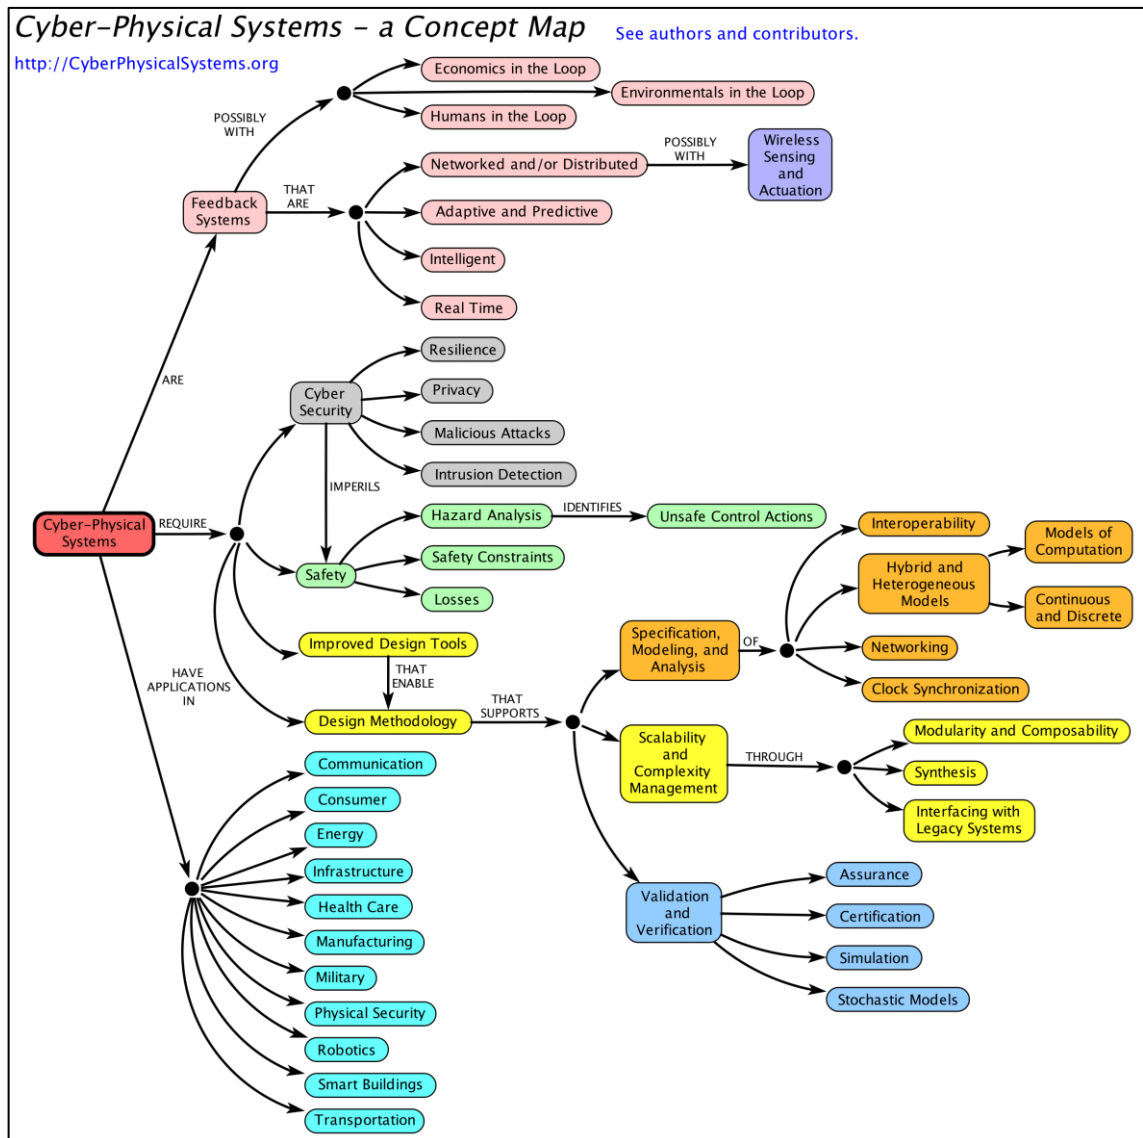 Cyber-Physical Systems - a Concept Map
See authors and contributors.
http://CyberPhysicalSystems.org
Economics in the Loop
Environmentals in the Loop
Humans in the Loop
POSSIBLY
WITH
Networked and/or Distributed
POSSIBLY
WITH
Wireless
Sensing
and
Actuation
Feedback
Systems
THAT
ARE
Adaptive and Predictive
Intelligent
Real Time
ARE
Cyber
Security
Resilience
Privacy
Malicious Attacks
Intrusion Detection
IMPERILS
Cyber-Physical
Systems
REQUIRE
Hazard Analysis
IDENTIFIES
Unsafe Control Actions
Safety
Safety Constraints
Losses
Improved Design Tools
THAT
ENABLE
Design Methodology
THAT
SUPPORTS
Specification,
Modeling, and
Analysis
OF
Interoperability
Hybrid and
Heterogeneous
Models
Models of
Computation
Continuous
and Discrete
Networking
Clock Synchronization
Scalability
and
Complexity
Management
THROUGH
Modularity and Composability
Synthesis
Interfacing with
Legacy Systems
Validation
and
Verification
Assurance
Certification
Simulation
Stochastic Models
HAVE
APPLICATIONS
IN
Communication
Consumer
Energy
Infrastructure
Health Care
Manufacturing
Military
Physical Security
Robotics
Smart Buildings
Transportation